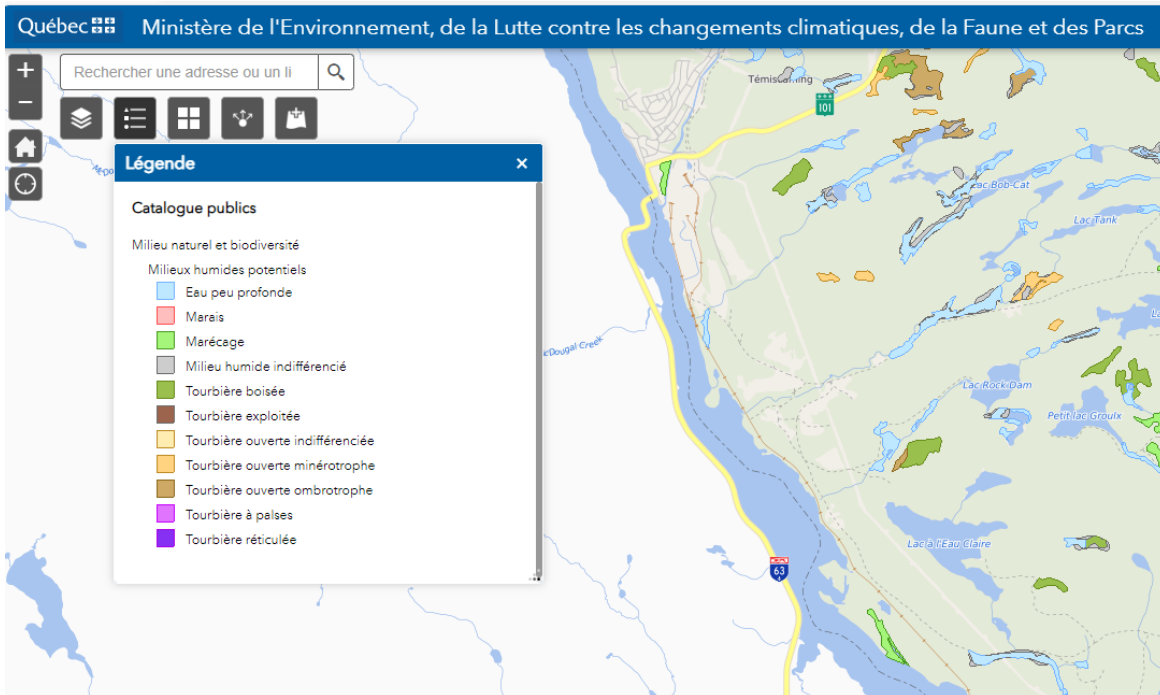 Québec Ministère de l'Environnement, de la Lutte contre les changements climatiques, de la Faune et des Parcs
+
Rechercher une adresse ou un li
−
Légende
×
Catalogue publics
Milieu naturel et biodiversité
Milieux humides potentiels
Eau peu profonde
Marais
Marécage
Milieu humide indifférencié
Tourbière boisée
Tourbière exploitée
Tourbière ouverte indifférenciée
Tourbière ouverte minérotrophe
Tourbière ouverte ombrotrophe
Tourbière à palses
Tourbière réticulée
Témiscaming
101
Lac Bob-Cat
Lac Tank
Dougal Creek
Lac Rock Dam
Petit lac Groulx
Lac à l'Eau Claire
63